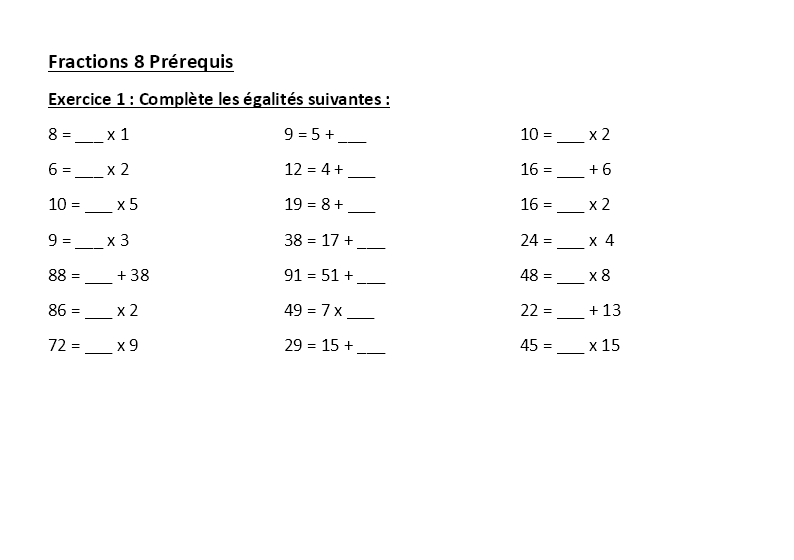 Fractions 8 Prérequis
Exercice 1 : Complète les égalités suivantes :
8 = ___ x 1 9 = 5 + ___ 10 = ___ x 2
6 = ___ x 2 12 = 4 + ___ 16 = ___ + 6
10 = ___ x 5 19 = 8 + ___ 16 = ___ x 2
9 = ___ x 3 38 = 17 + ___ 24 = ___ x 4
88 = ___ + 38 91 = 51 + ___ 48 = ___ x 8
86 = ___ x 2 49 = 7 x ___ 22 = ___ + 13
72 = ___ x 9 29 = 15 + ___ 45 = ___ x 15